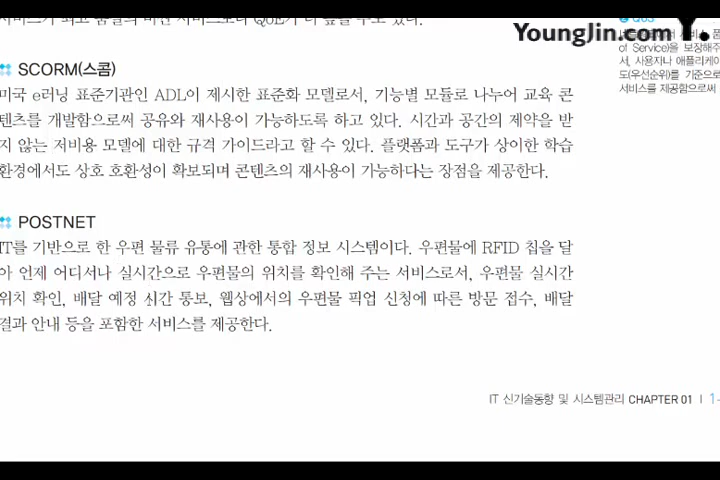 YoungJin.com Y.
SCORM(스콤)
미국 e러닝 표준기관인 ADL이 제시한 표준화 모델로서, 기능별 모듈로 나누어 교육 콘
텐츠를 개발함으로써 공유와 재사용이 가능하도록 하고 있다. 시간과 공간의 제약을 받
지 않는 저비용 모델에 대한 규격 가이드라고 할 수 있다. 플랫폼과 도구가 상이한 학습
환경에서도 상호 호환성이 확보되며 콘텐츠의 재사용이 가능하다는 장점을 제공한다.
POSTNET
IT를 기반으로 한 우편 물류 유통에 관한 통합 정보 시스템이다. 우편물에 RFID 칩을 달
아 언제 어디서나 실시간으로 우편물의 위치를 확인해 주는 서비스로서, 우편물 실시간
위치 확인, 배달 예정 시간 통보, 웹상에서의 우편물 픽업 신청에 따른 방문 접수, 배달
결과 안내 등을 포함한 서비스를 제공한다.
of Service)을 보장해주
서, 사용자나 애플리케이
도(우선순위)를 기준으로
서비스를 제공함으로써
IT 신기술동향 및 시스템관리 CHAPTER 01 | 1-